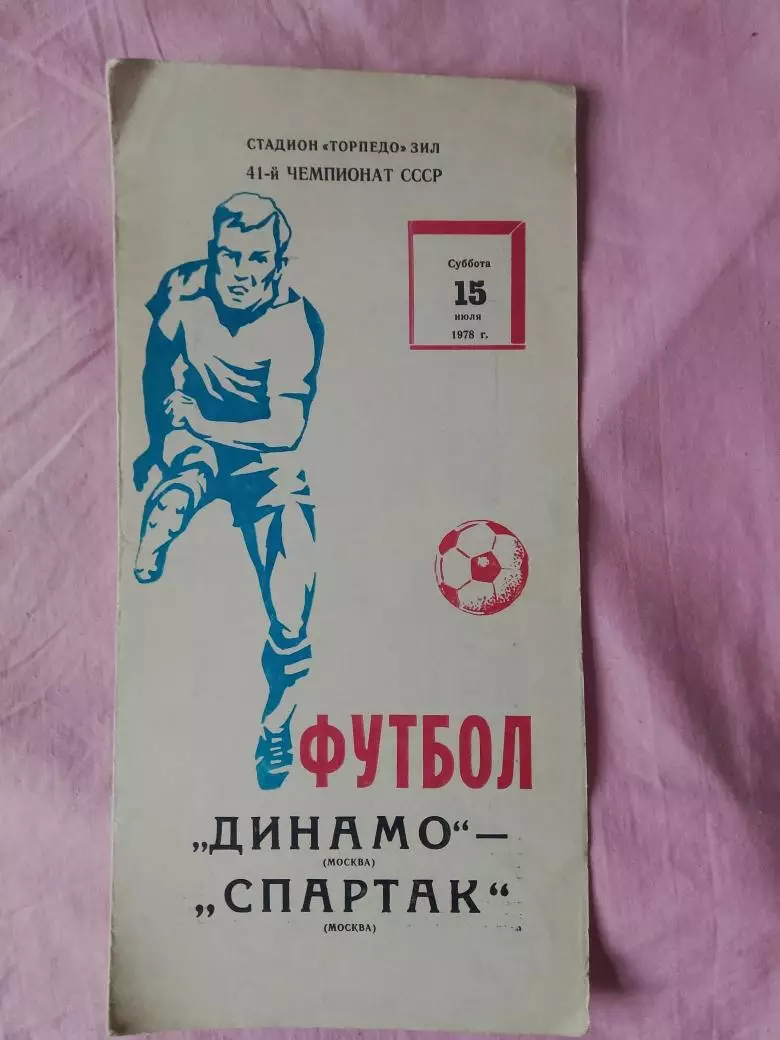 СТАДИОН «ТОРПЕДО» ЗИЛ
41-й ЧЕМПИОНАТ СССР
Суббота
15
июля
1978 г.
ФУТБОЛ
„ДИНАМО“ —
(МОСКВА)
„СПАРТАК“
(МОСКВА)